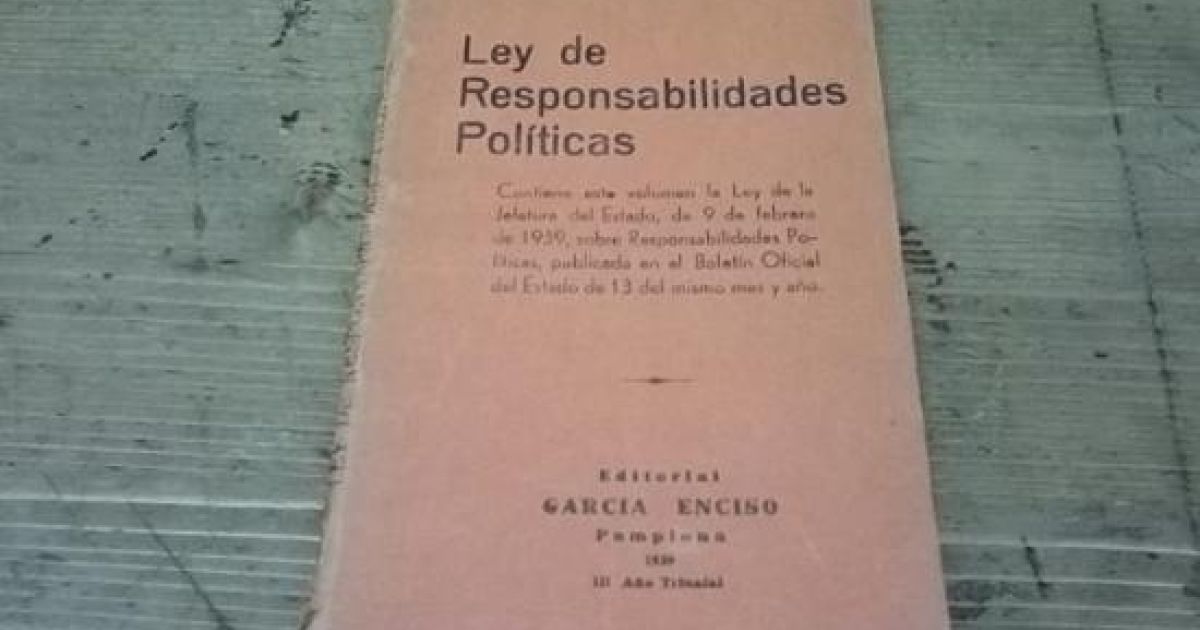 Ley de
Responsabilidades
Políticas
Contiene este volumen la Ley de la
Jefatura del Estado, de 9 de febrero
de 1939, sobre Responsabilidades Po-
líticas, publicada en el Boletín Oficial
del Estado de 13 del mismo mes y año.
Editorial
GARCIA ENCISO
Pamplona
1939
III Año Triunfal